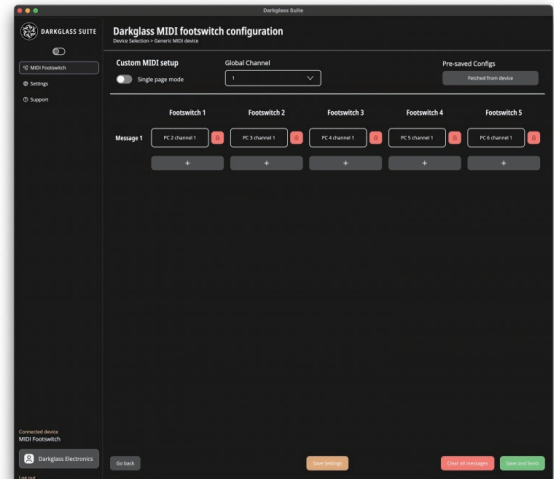 Darkglass Suite
DARKGLASS SUITE
MIDI Footswitch
Settings
Support
Darkglass MIDI footswitch configuration
Device Selection > Generic MIDI device
Custom MIDI setup
Single page mode
Global Channel
1
Pre-saved Configs
Fetched from device
Footswitch 1 Footswitch 2 Footswitch 3 Footswitch 4 Footswitch 5
Message 1 PC 2 channel 1 PC 3 channel 1 PC 4 channel 1 PC 5 channel 1 PC 6 channel 1
+ + + + +
Connected device
MIDI Footswitch
Darkglass Electronics
Log out
Go back Save Settings Clear all messages Save and Send